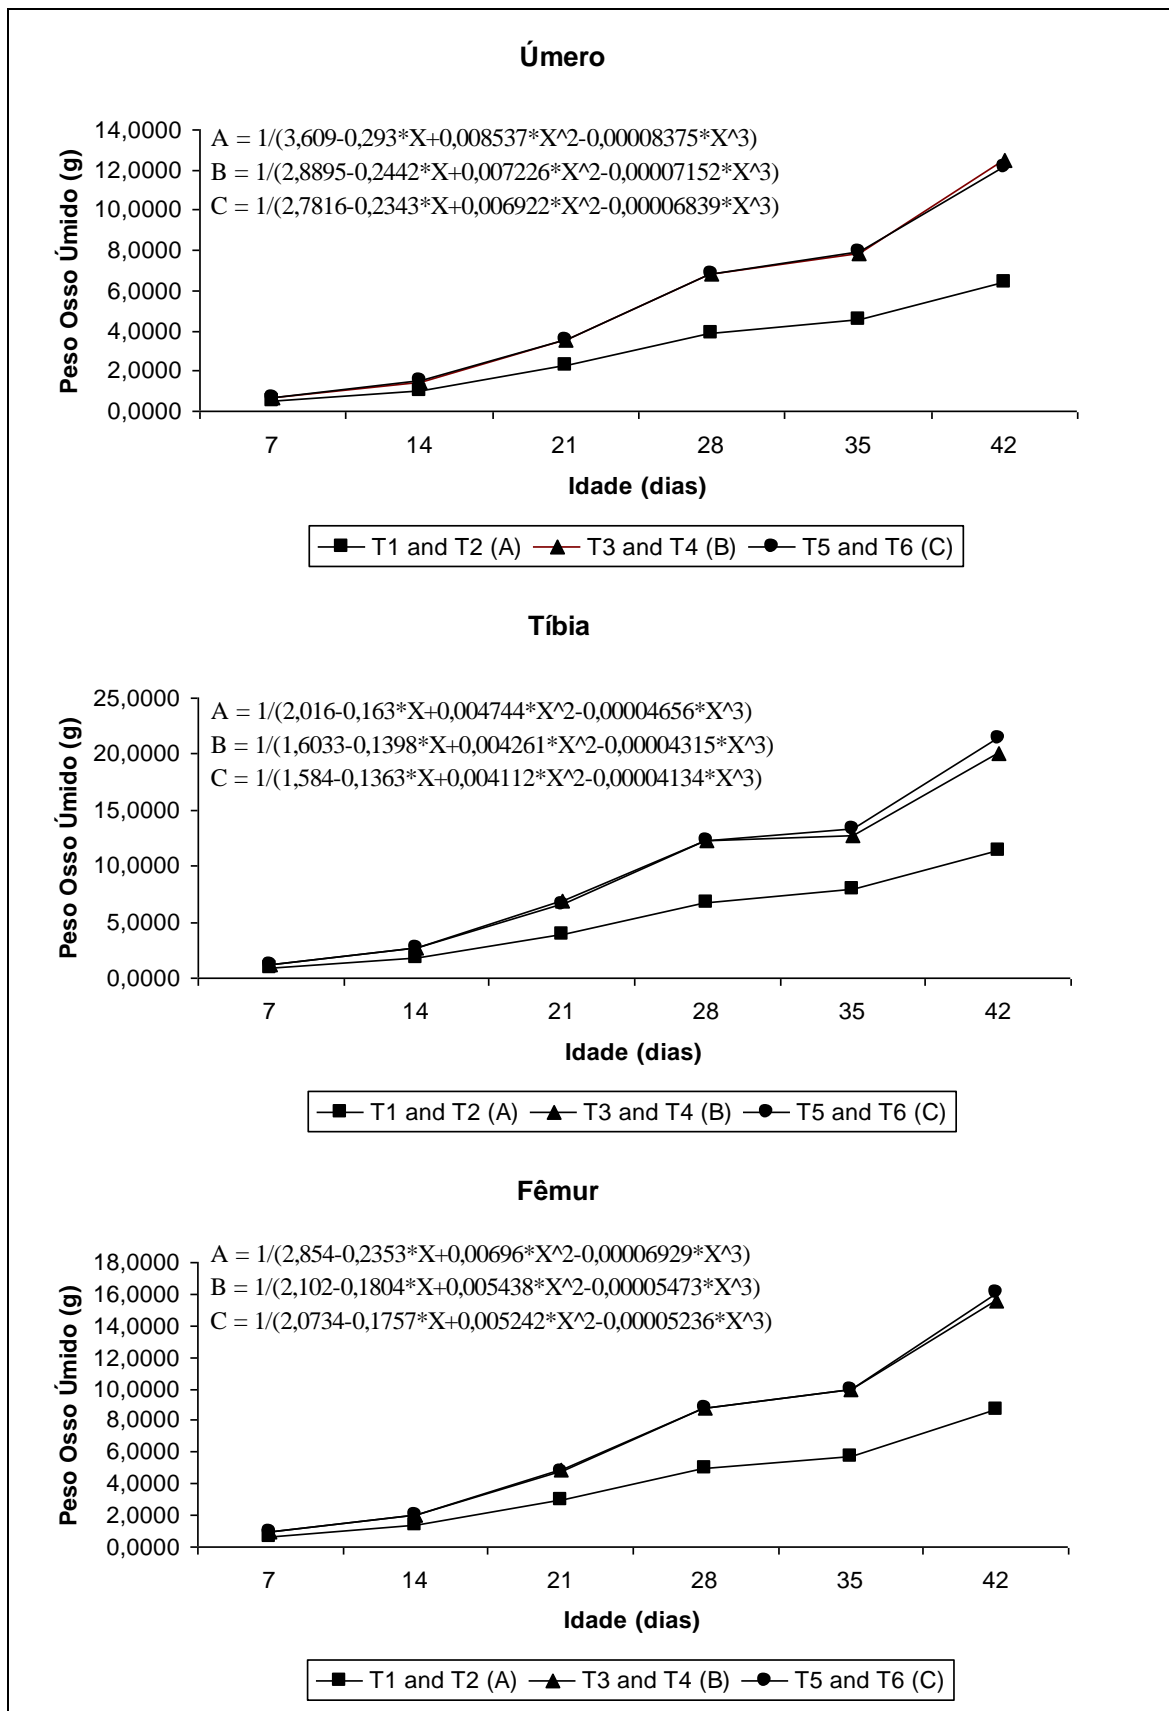 Úmero
Peso Osso Úmido (g)
14,0000
12,0000
10,0000
8,0000
6,0000
4,0000
2,0000
0,0000
A = 1/(3,609-0,293*X+0,008537*X^2-0,00008375*X^3)
B = 1/(2,8895-0,2442*X+0,007226*X^2-0,00007152*X^3)
C = 1/(2,7816-0,2343*X+0,006922*X^2-0,00006839*X^3)
7 14 21 28 35 42
Idade (dias)
T1 and T2 (A) T3 and T4 (B) T5 and T6 (C)
Tíbia
Peso Osso Úmido (g)
25,0000
20,0000
15,0000
10,0000
5,0000
0,0000
A = 1/(2,016-0,163*X+0,004744*X^2-0,00004656*X^3)
B = 1/(1,6033-0,1398*X+0,004261*X^2-0,00004315*X^3)
C = 1/(1,584-0,1363*X+0,004112*X^2-0,00004134*X^3)
7 14 21 28 35 42
Idade (dias)
T1 and T2 (A) T3 and T4 (B) T5 and T6 (C)
Fêmur
Peso Osso Úmido (g)
18,0000
16,0000
14,0000
12,0000
10,0000
8,0000
6,0000
4,0000
2,0000
0,0000
A = 1/(2,854-0,2353*X+0,00696*X^2-0,00006929*X^3)
B = 1/(2,102-0,1804*X+0,005438*X^2-0,00005473*X^3)
C = 1/(2,0734-0,1757*X+0,005242*X^2-0,00005236*X^3)
7 14 21 28 35 42
Idade (dias)
T1 and T2 (A) T3 and T4 (B) T5 and T6 (C)